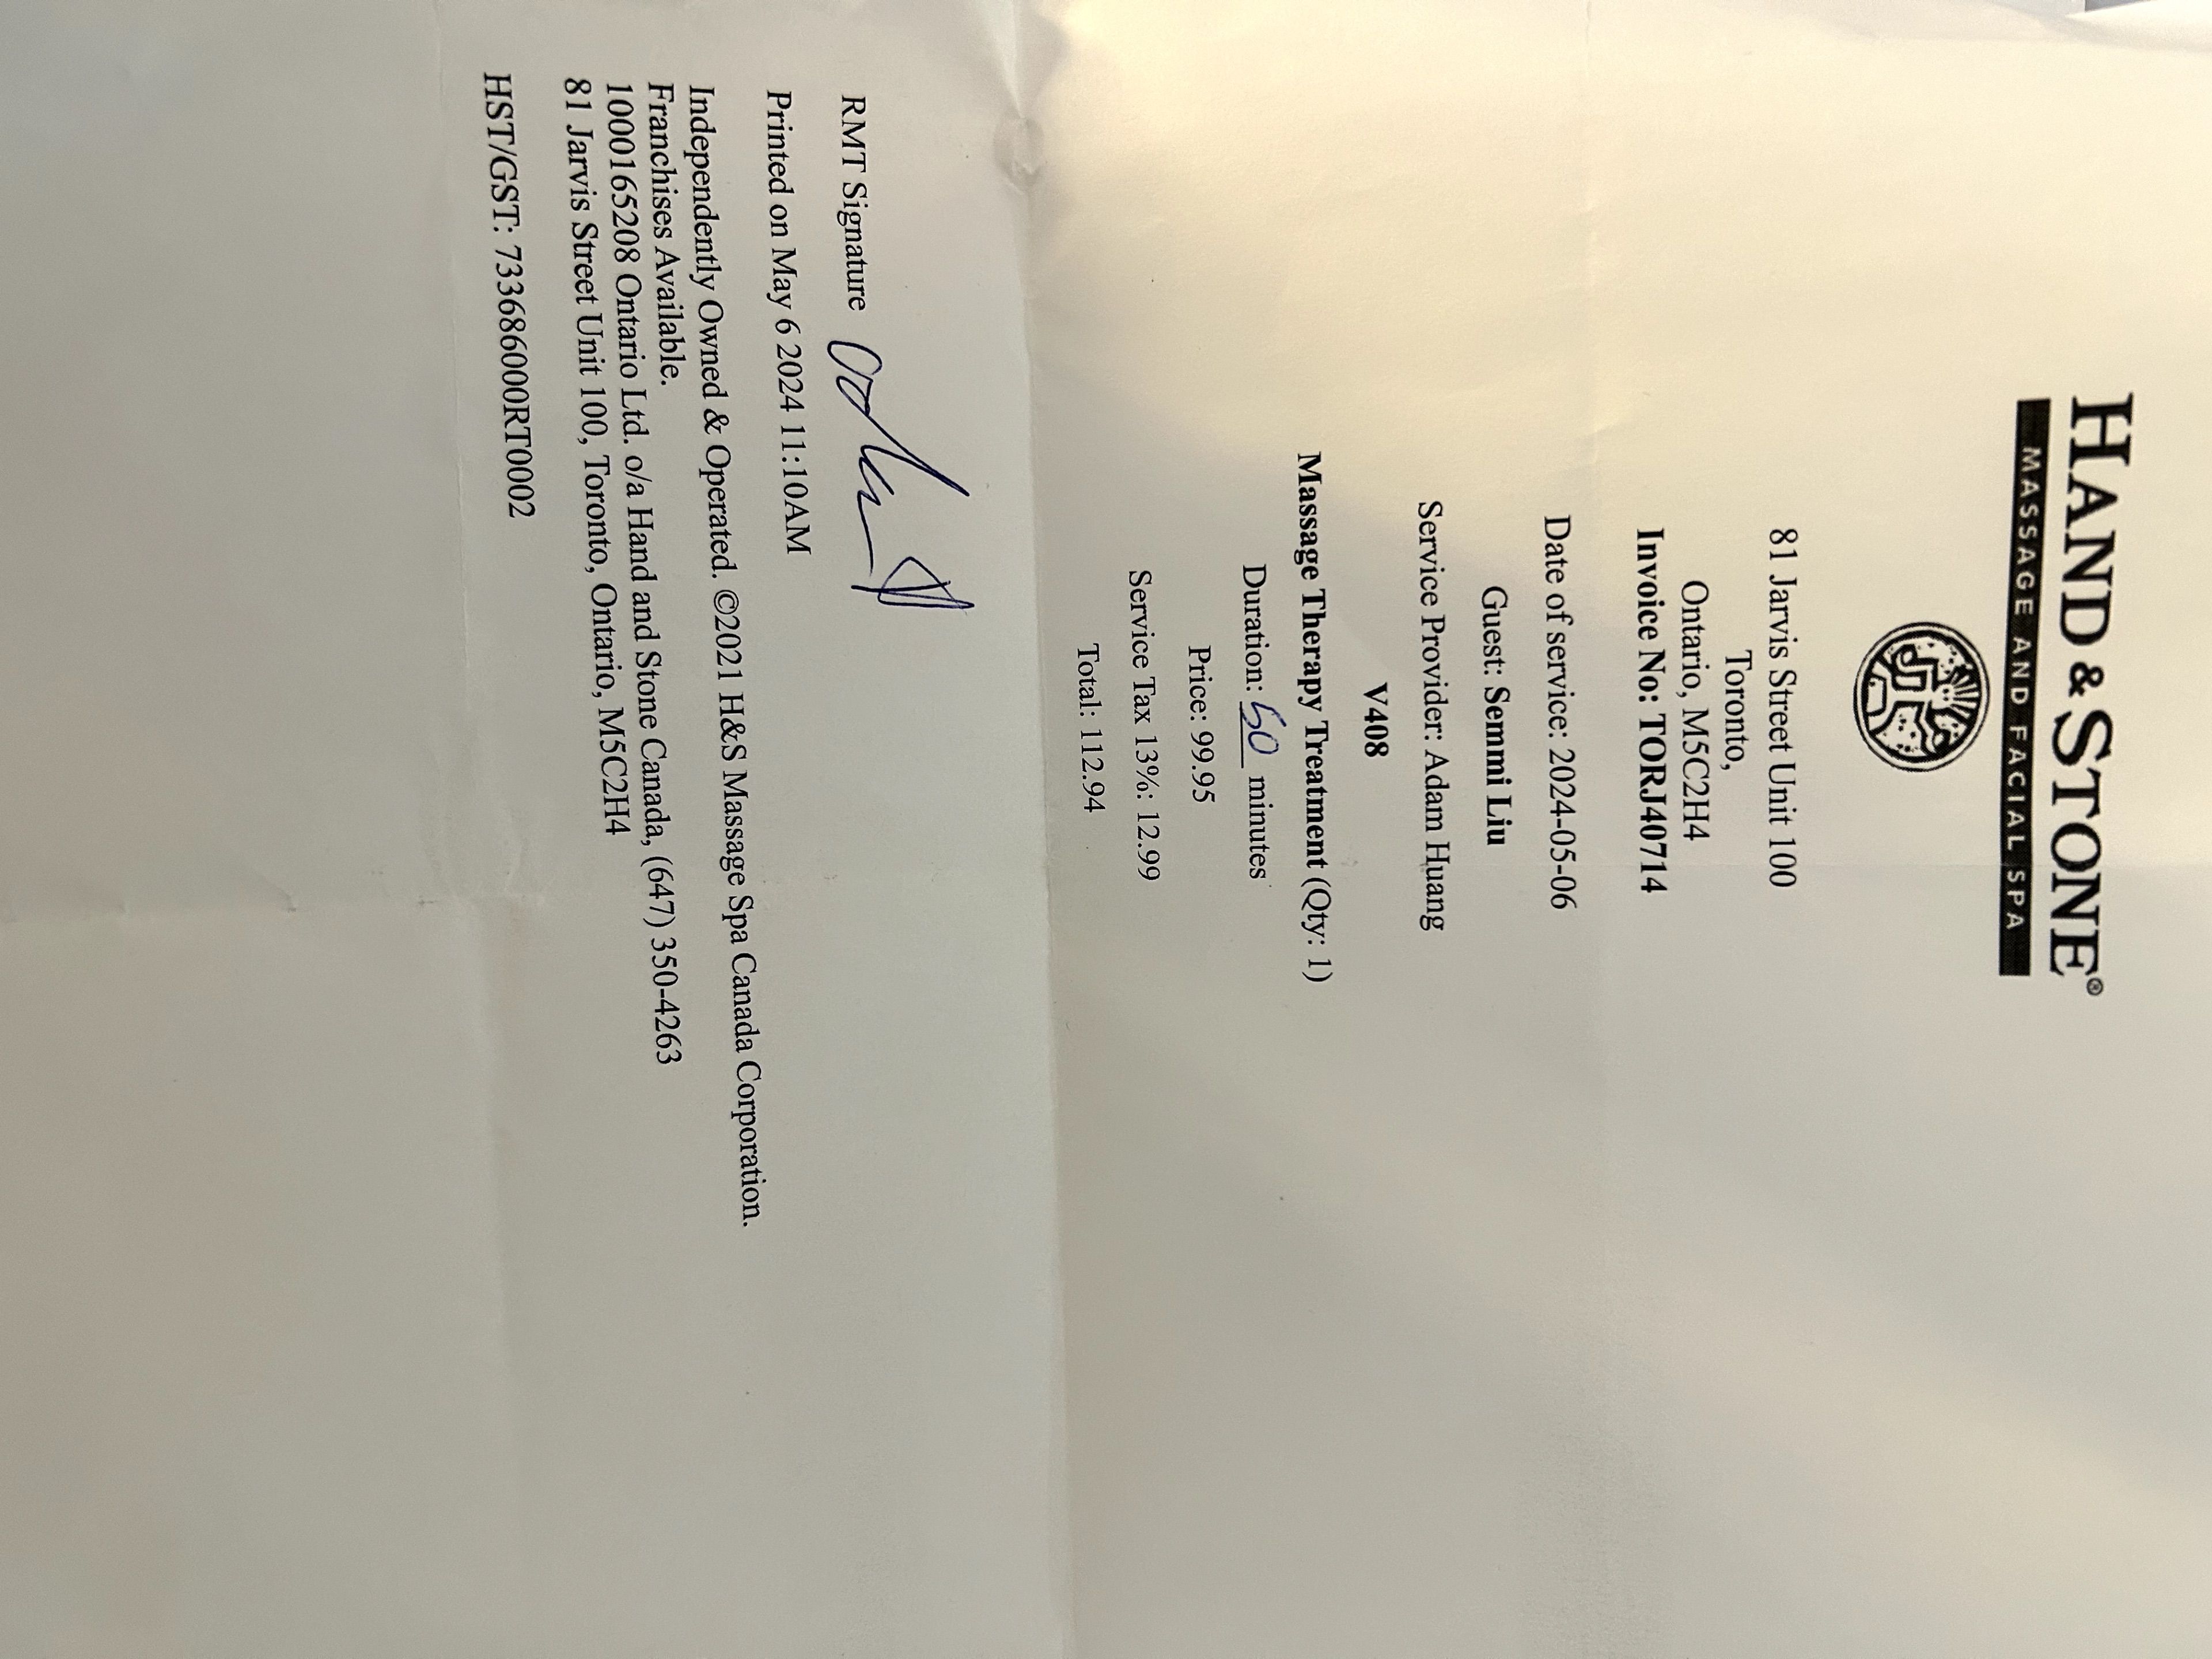 HAND & STONE®
MASSAGE AND FACIAL SPA
81 Jarvis Street Unit 100
Toronto,
Ontario, M5C2H4
Invoice No: TORJ40714
Date of service: 2024-05-06
Guest: Semmi Liu
Service Provider: Adam Huang
V408
Massage Therapy Treatment (Qty: 1)
Duration: 50 minutes
Price: 99.95
Service Tax 13%: 12.99
Total: 112.94
RMT Signature
Printed on May 6 2024 11:10AM
Independently Owned & Operated. ©2021 H&S Massage Spa Canada Corporation.
Franchises Available.
1000165208 Ontario Ltd. o/a Hand and Stone Canada, (647) 350-4263
81 Jarvis Street Unit 100, Toronto, Ontario, M5C2H4
HST/GST: 733686000RT0002